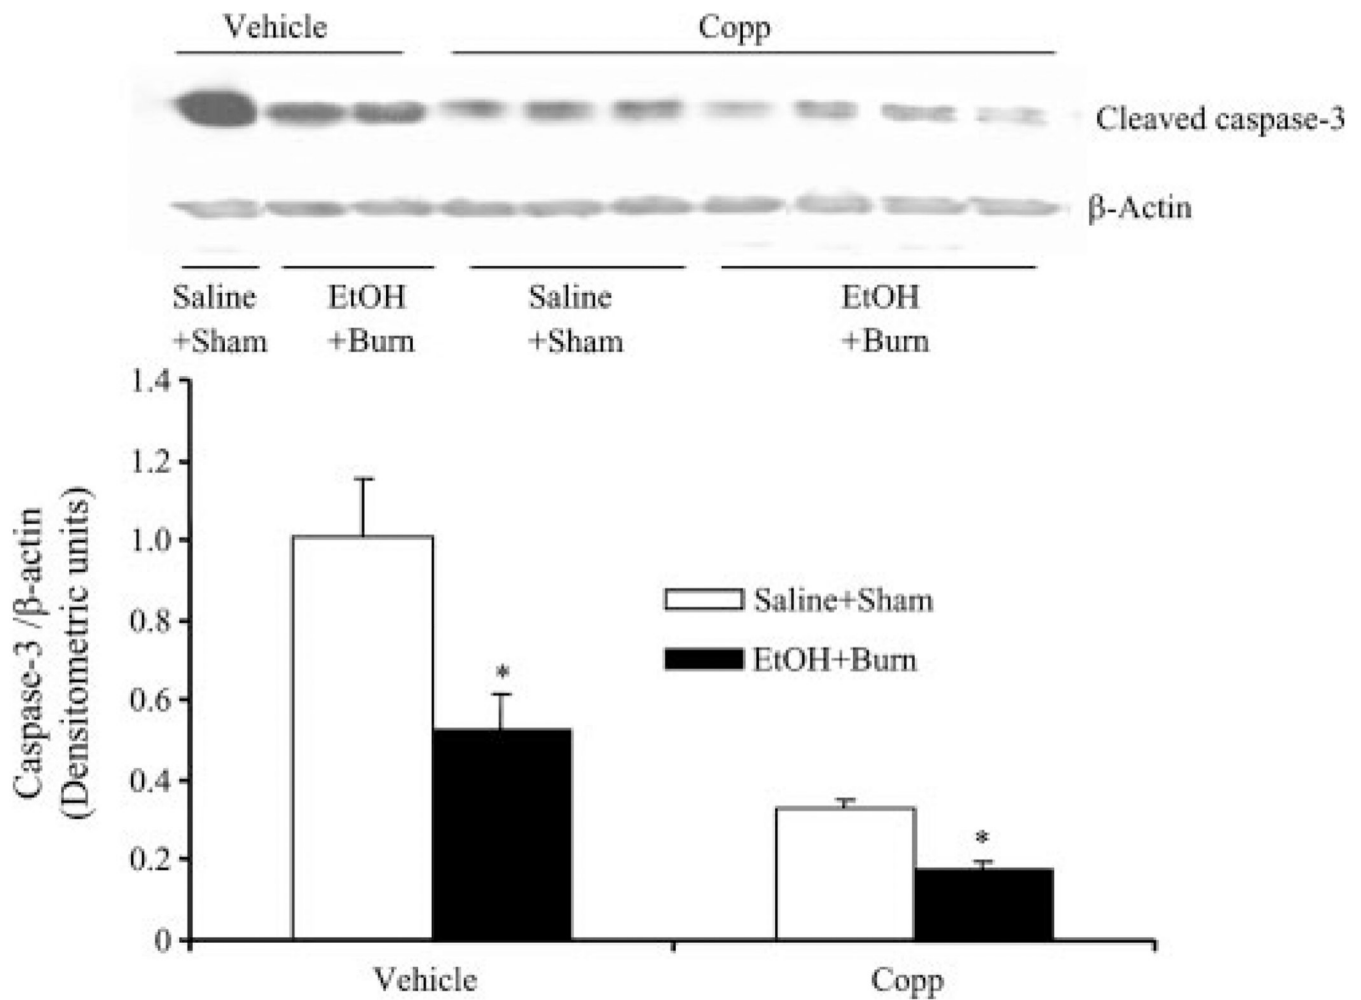 Vehicle Copp
Cleaved caspase-3
β-Actin
Saline EtOH Saline EtOH
+Sham +Burn +Sham +Burn
1.4
1.2
1.0
0.8
0.6
0.4
0.2
0
Caspase-3 /β-actin
(Densitometric units)
Saline+Sham
EtOH+Burn
*
*
Vehicle Copp